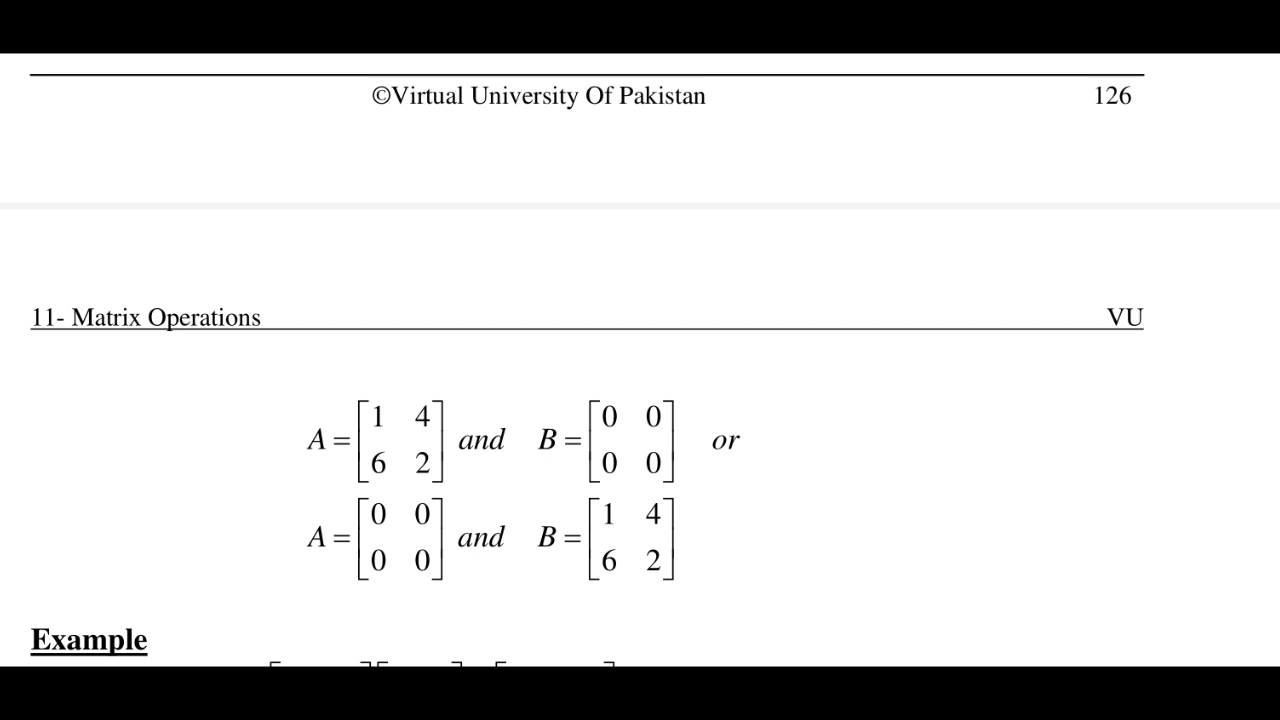 ©Virtual University Of Pakistan 126
11- Matrix Operations VU
A = [1 4; 6 2] and B = [0 0; 0 0] or
A = [0 0; 0 0] and B = [1 4; 6 2]
Example